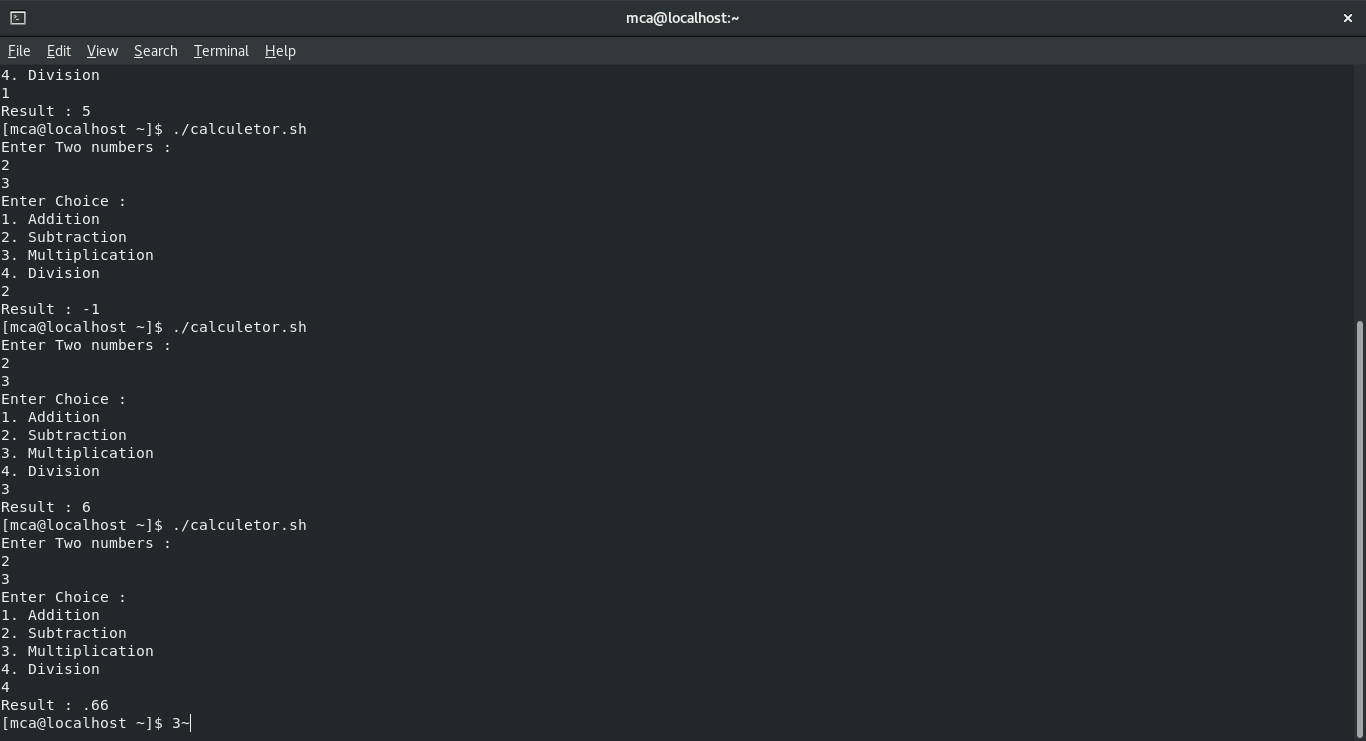 mca@localhost:~
File Edit View Search Terminal Help
4. Division
1
Result : 5
[mca@localhost ~]$ ./calculetor.sh
Enter Two numbers :
2
3
Enter Choice :
1. Addition
2. Subtraction
3. Multiplication
4. Division
2
Result : -1
[mca@localhost ~]$ ./calculetor.sh
Enter Two numbers :
2
3
Enter Choice :
1. Addition
2. Subtraction
3. Multiplication
4. Division
3
Result : 6
[mca@localhost ~]$ ./calculetor.sh
Enter Two numbers :
2
3
Enter Choice :
1. Addition
2. Subtraction
3. Multiplication
4. Division
4
Result : .66
[mca@localhost ~]$ 3~